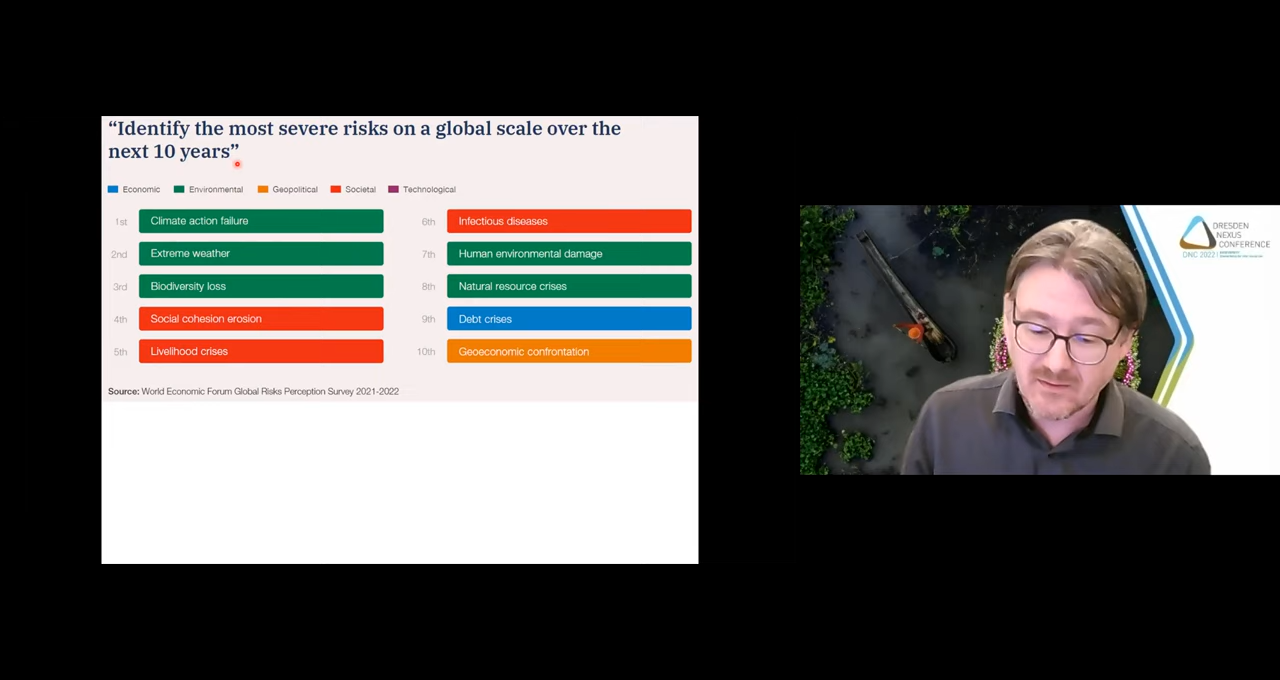 “Identify the most severe risks on a global scale over the
next 10 years”
Economic Environmental Geopolitical Societal Technological
1st Climate action failure
2nd Extreme weather
3rd Biodiversity loss
4th Social cohesion erosion
5th Livelihood crises
6th Infectious diseases
7th Human environmental damage
8th Natural resource crises
9th Debt crises
10th Geoeconomic confrontation
Source: World Economic Forum Global Risks Perception Survey 2021-2022
DRESDEN
NEXUS
CONFERENCE
DNC 2022